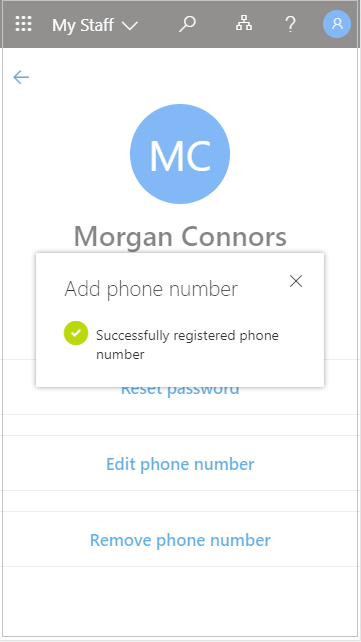 My Staff
?
MC
Morgan Connors
Add phone number
Successfully registered phone
number
Reset password
Edit phone number
Remove phone number